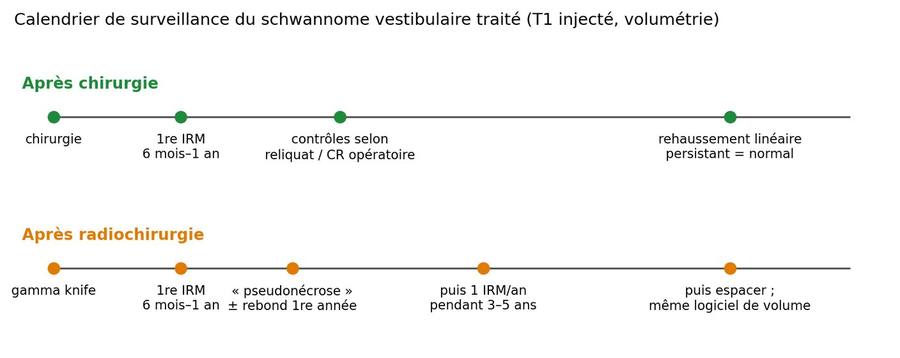 Calendrier de surveillance du schwannome vestibulaire traité (T1 injecté, volumétrie)
Après chirurgie
chirurgie
1re IRM
6 mois–1 an
contrôles selon
reliquat / CR opératoire
rehaussement linéaire
persistant = normal
Après radiochirurgie
gamma knife
1re IRM
6 mois–1 an
« pseudonécrose »
± rebond 1re année
puis 1 IRM/an
pendant 3–5 ans
puis espacer ;
même logiciel de volume